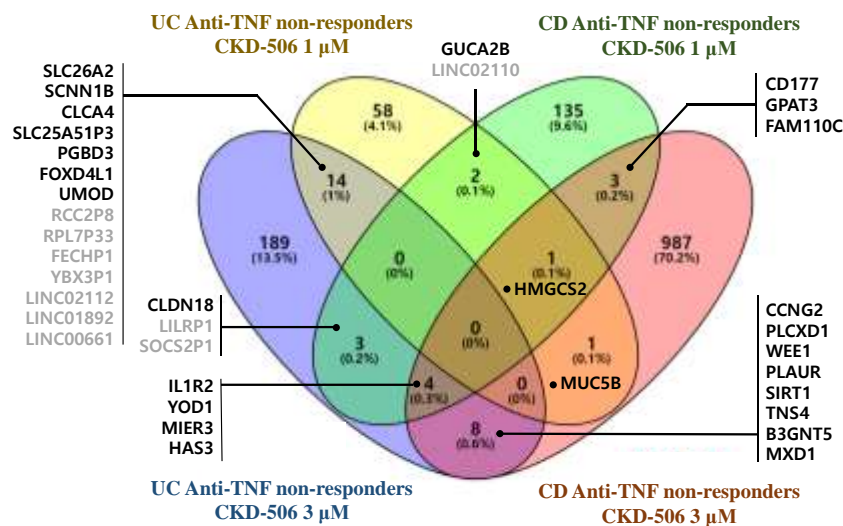 UC Anti-TNF non-responders
CKD-506 1 μM
CD Anti-TNF non-responders
CKD-506 1 μM
GUCA2B
LINC02110
SLC26A2
SCNN1B
CLCA4
SLC25A51P3
PGBD3
FOXD4L1
UMOD
RCC2P8
RPL7P33
FECHP1
YBX3P1
LINC02112
LINC01892
LINC00661
CD177
GPAT3
FAM110C
58
(4.1%)
135
(9.6%)
14
(1%)
2
(0.1%)
3
(0.2%)
189
(13.5%)
0
(0%)
1
(0.1%)
987
(70.2%)
HMGCS2
CLDN18
LILRP1
SOCS2P1
3
(0.2%)
0
(0%)
1
(0.1%)
MUC5B
IL1R2
YOD1
MIER3
HAS3
4
(0.3%)
0
(0%)
8
(0.6%)
CCNG2
PLCXD1
WEE1
PLAUR
SIRT1
TNS4
B3GNT5
MXD1
UC Anti-TNF non-responders
CKD-506 3 μM
CD Anti-TNF non-responders
CKD-506 3 μM